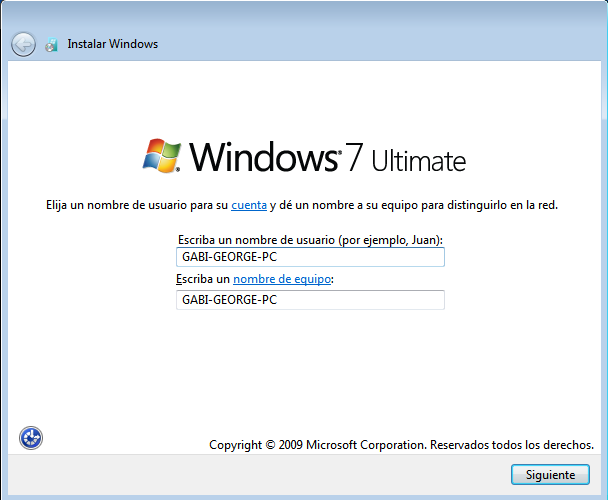 Instalar Windows
Windows 7 Ultimate
Elija un nombre de usuario para su cuenta y dé un nombre a su equipo para distinguirlo en la red.
Escriba un nombre de usuario (por ejemplo, Juan):
GABI-GEORGE-PC
Escriba un nombre de equipo:
GABI-GEORGE-PC
Copyright © 2009 Microsoft Corporation. Reservados todos los derechos.
Siguiente